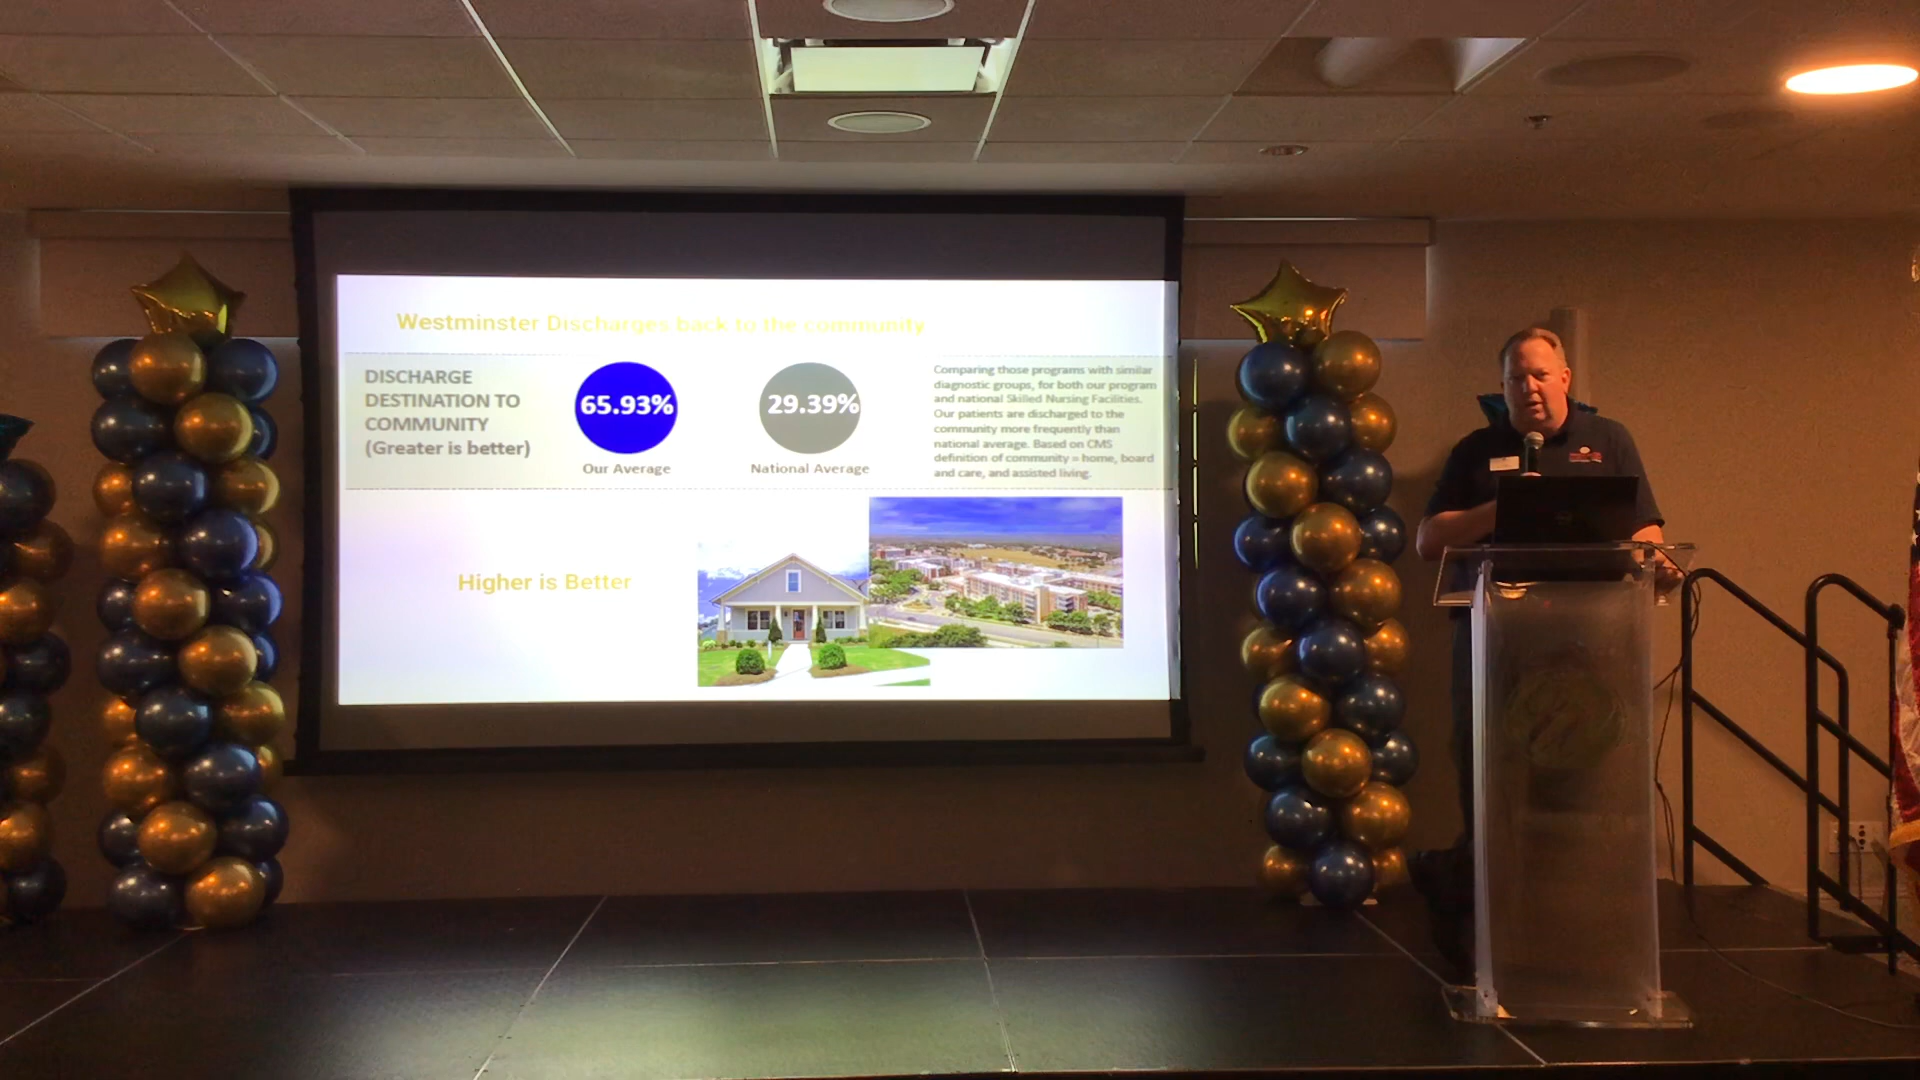 Westminster Discharges back to the community
DISCHARGE
DESTINATION TO
COMMUNITY
(Greater is better)
65.93%
Our Average
29.39%
National Average
Comparing those programs with similar
diagnostic groups, for both our program
and national Skilled Nursing Facilities.
Our patients are discharged to the
community more frequently than
national average. Based on CMS
definition of community = home, board
and care, and assisted living.
Higher is Better